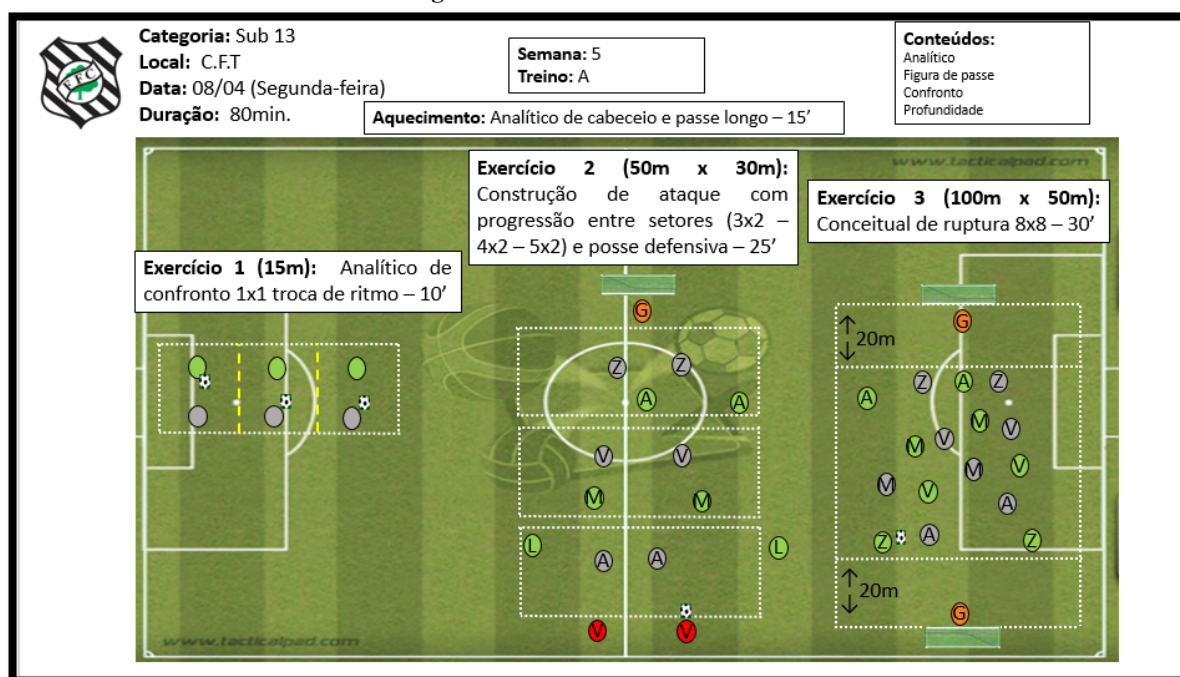 Categoria: Sub 13
Local: C.F.T
Data: 08/04 (Segunda-feira)
Duração: 80min.
FFC
Semana: 5
Treino: A
Conteúdos:
Analítico
Figura de passe
Confronto
Profundidade
Aquecimento: Analítico de cabeceio e passe longo – 15’
www.tacticalpad.com
Exercício 1 (15m): Analítico de
confronto 1x1 troca de ritmo – 10’
Exercício 2 (50m x 30m):
Construção de ataque com
progressão entre setores (3x2 –
4x2 – 5x2) e posse defensiva – 25’
G
Z Z
A A
V V
M M
L L
A A
V V
Exercício 3 (100m x 50m):
Conceitual de ruptura 8x8 – 30’
G
20m
Z A Z
A
M V
M V
M V
M V
A
A
Z Z
20m
G
www.tacticalpad.com